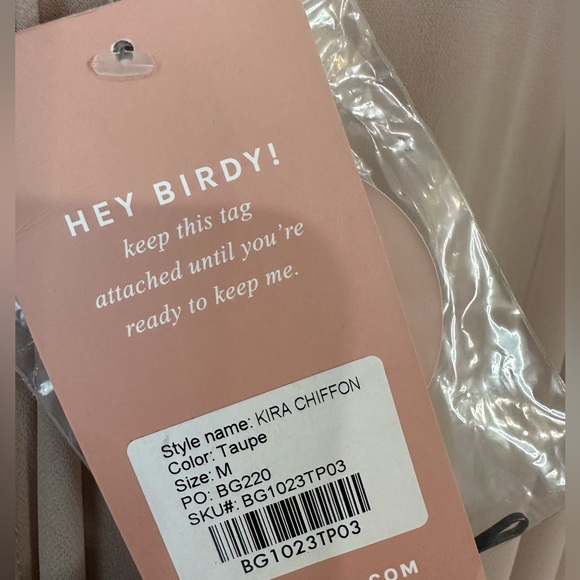 HEY BIRDY!
keep this tag
attached until you're
ready to keep me.
Style name: KIRA CHIFFON
Color: Taupe
Size: M
PO: BG220
SKU#: BG1023TP03
BG1023TP03
.COM